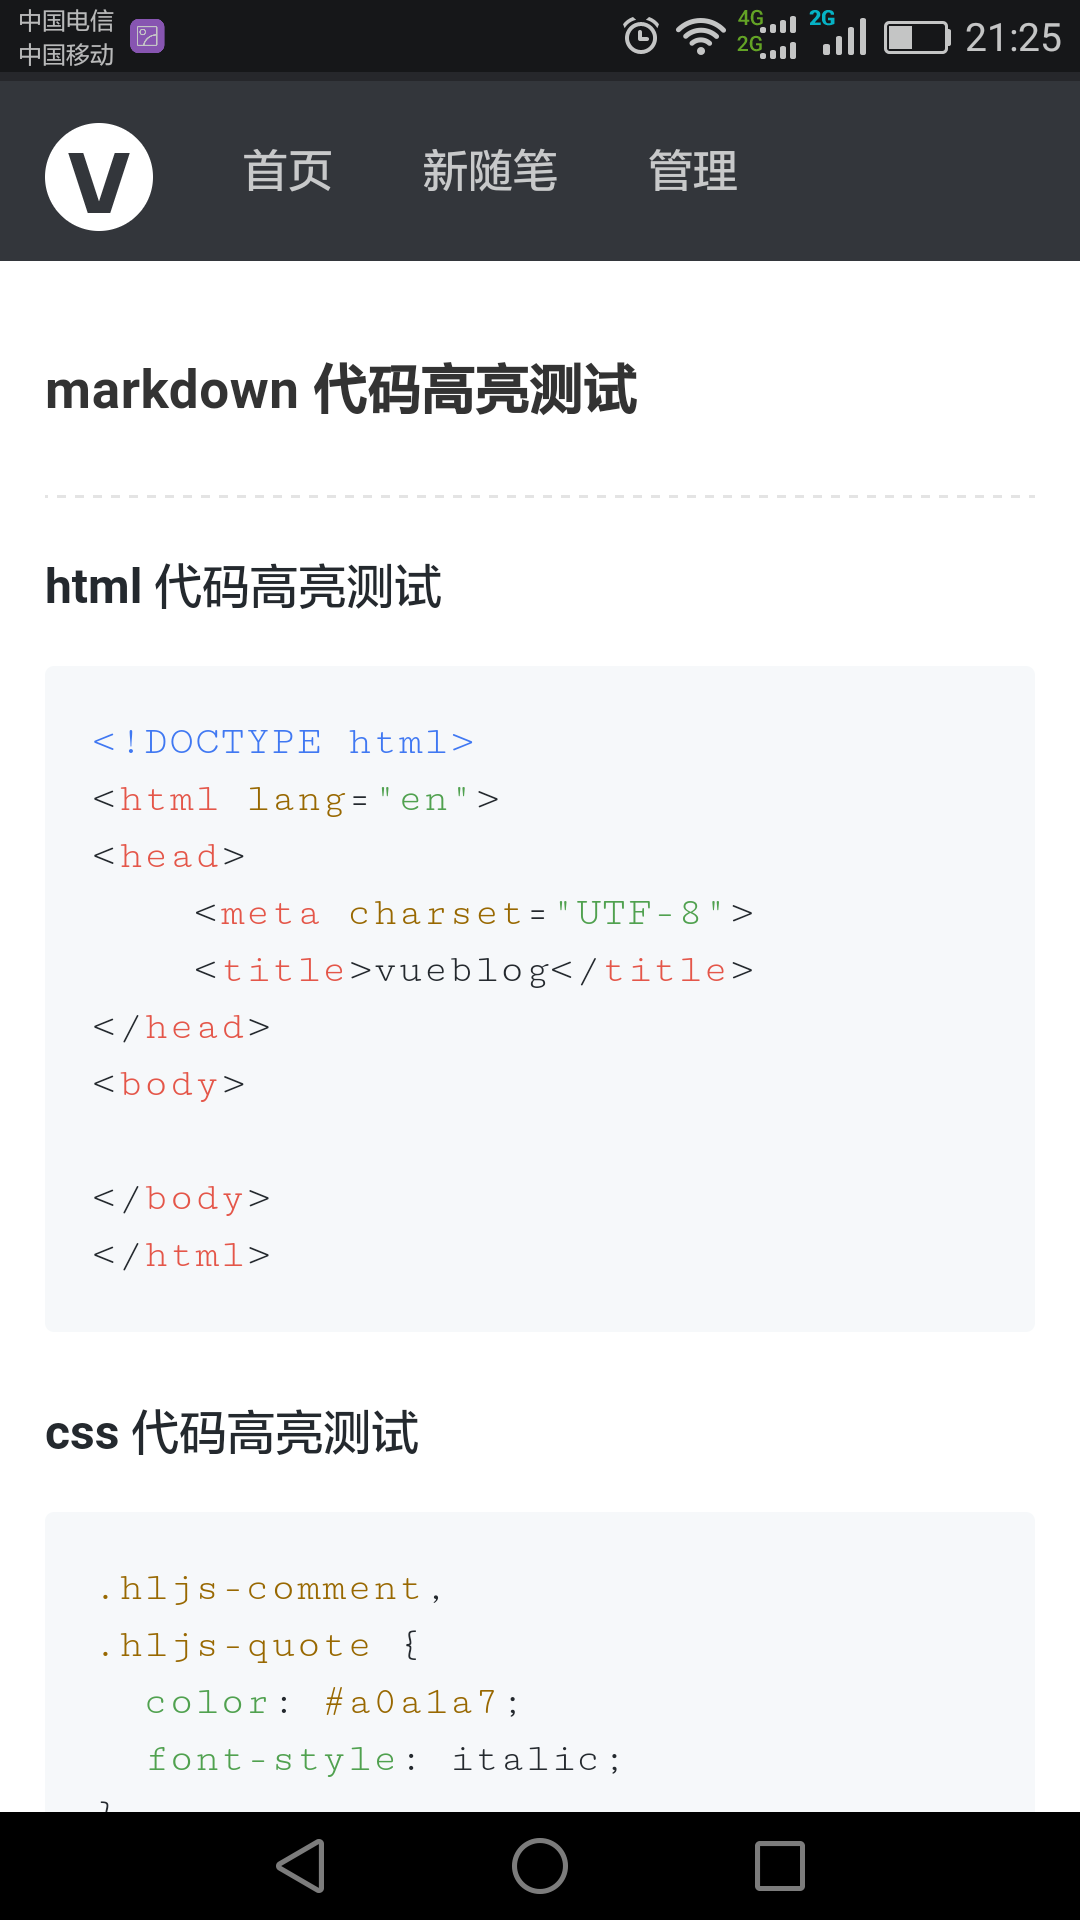 中国电信
中国移动
4G
2G
2G
21:25
V
首页 新随笔 管理
markdown 代码高亮测试
html 代码高亮测试
<!DOCTYPE html>
<html lang="en">
<head>
    <meta charset="UTF-8">
    <title>vueblog</title>
</head>
<body>
</body>
</html>
css 代码高亮测试
.hljs-comment,
.hljs-quote {
  color: #a0a1a7;
  font-style: italic;
}